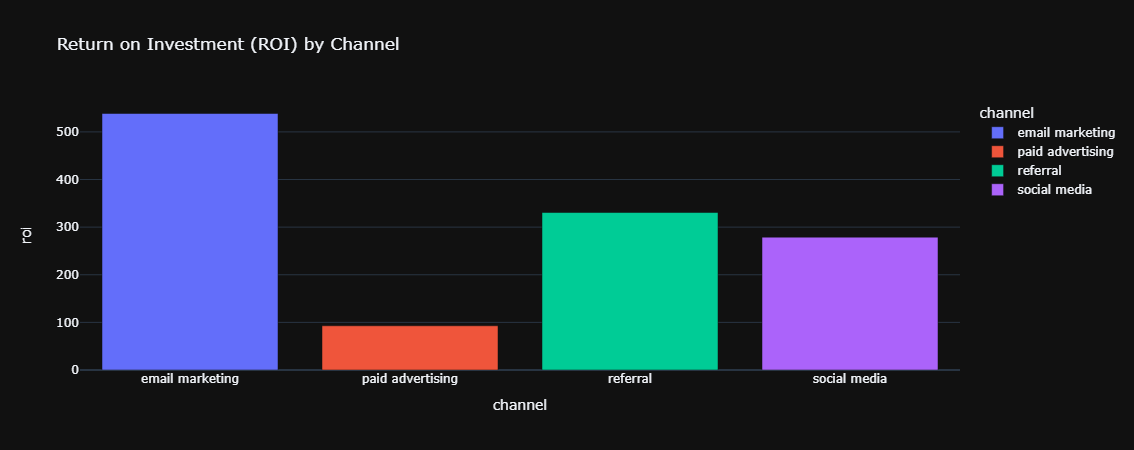 Return on Investment (ROI) by Channel
500
400
300
200
100
0
roi
email marketing
paid advertising
referral
social media
channel
channel
email marketing
paid advertising
referral
social media